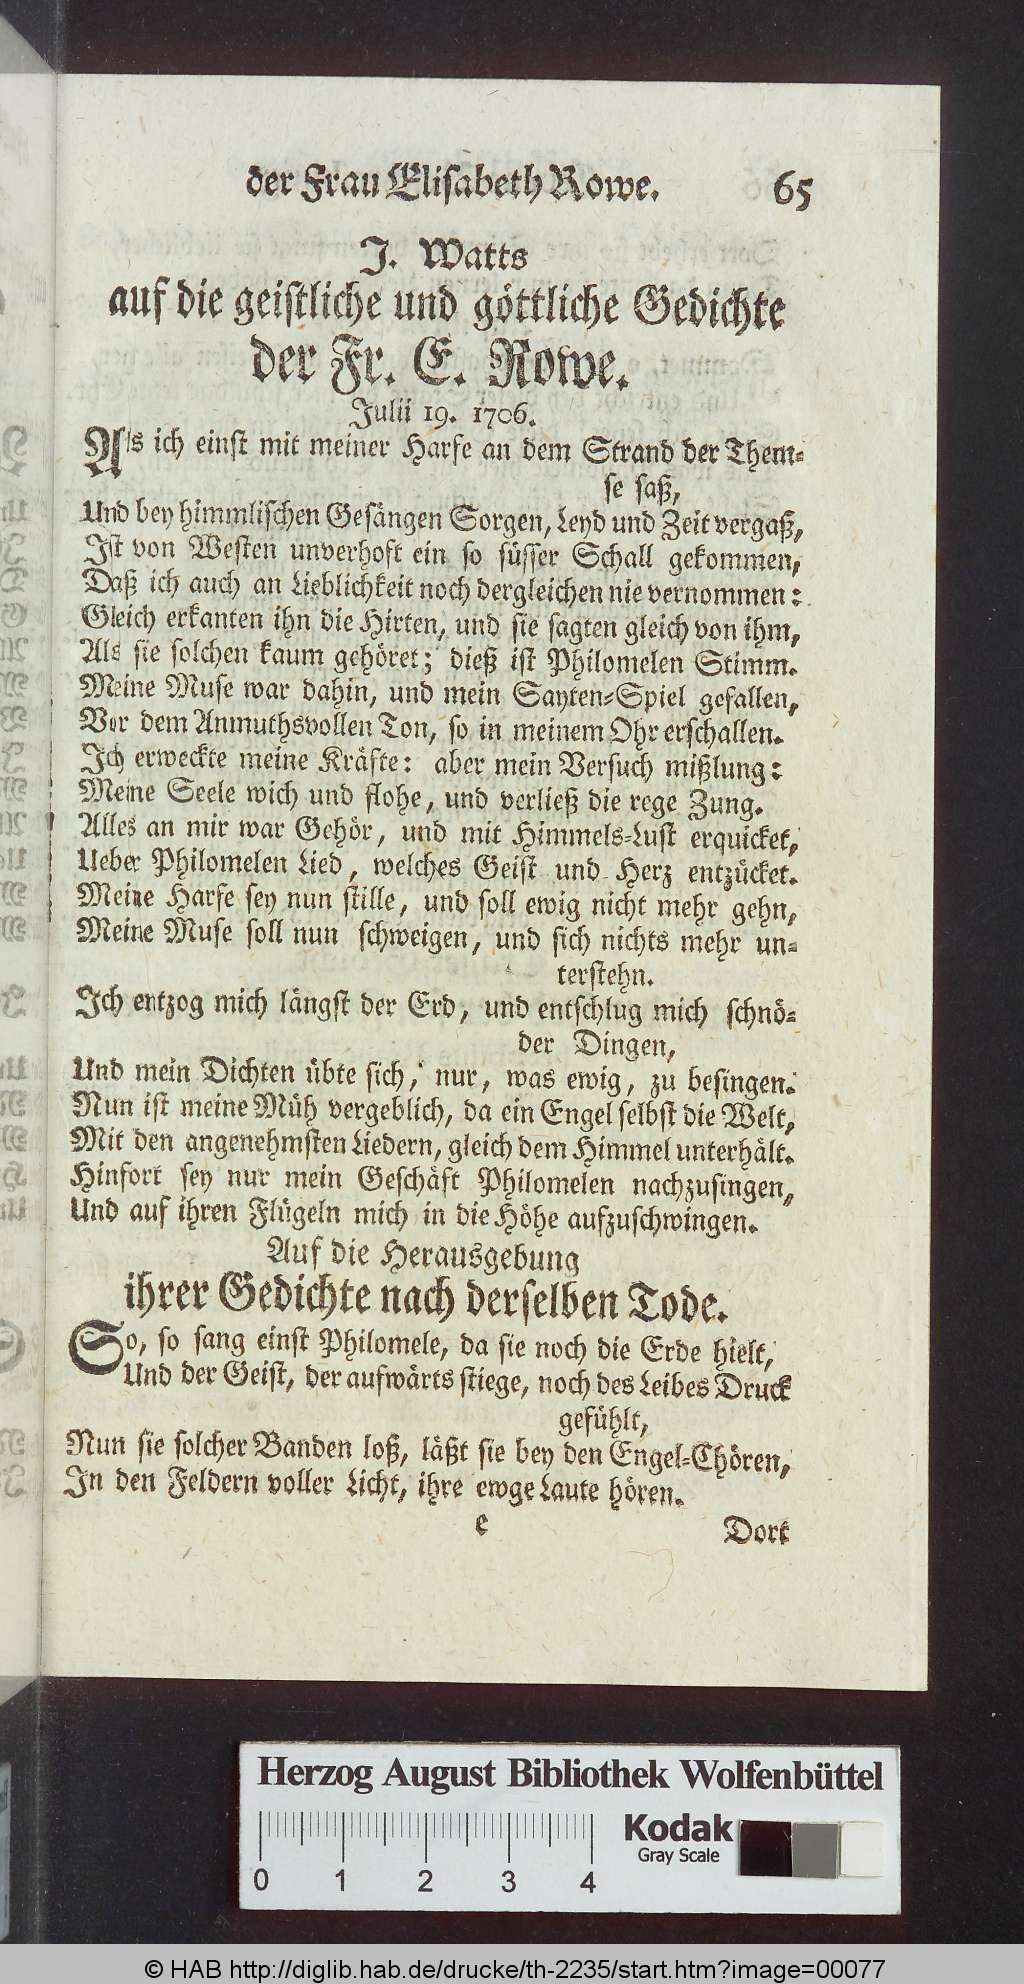 der Frau Elisabeth Rowe. 65
J. Watts
auf die geistliche und göttliche Gedichte
der Fr. E. Rowe.
Julii 19. 1706.
Als ich einst mit meiner Harfe an dem Strand der Them-
se saß,
Und bey himmlischen Gesängen Sorgen, Leyd und Zeit vergaß,
Ist von Westen unverhoft ein so süsser Schall gekommen,
Daß ich auch an Lieblichkeit noch dergleichen nie vernommen:
Gleich erkanten ihn die Hirten, und sie sagten gleich von ihm,
Als sie solchen kaum gehöret; dieß ist Philomelen Stimm.
Meine Muse war dahin, und mein Sayten-Spiel gefallen,
Vor dem Anmuthsvollen Ton, so in meinem Ohr erschallen.
Ich erweckte meine Kräfte: aber mein Versuch mißlung:
Meine Seele wich und flohe, und verließ die rege Zung.
Alles an mir war Gehör, und mit Himmels-Lust erquicket,
Ueber Philomelen Lied, welches Geist und Herz entzücket.
Meine Harfe sey nun stille, und soll ewig nicht mehr gehn,
Meine Muse soll nun schweigen, und sich nichts mehr un-
terstehn.
Ich entzog mich längst der Erd, und entschlug mich schnö-
der Dingen,
Und mein Dichten übte sich, nur, was ewig, zu besingen.
Nun ist meine Müh vergeblich, da ein Engel selbst die Welt,
Mit den angenehmsten Liedern, gleich dem Himmel unterhält.
Hinfort sey nur mein Geschäft Philomelen nachzusingen,
Und auf ihren Flügeln mich in die Höhe aufzuschwingen.
Auf die Herausgebung
ihrer Gedichte nach derselben Tode.
So, so sang einst Philomele, da sie noch die Erde hielt,
Und der Geist, der aufwärts stiege, noch des Leibes Druck
gefühlt,
Nun sie solcher Banden loß, läßt sie bey den Engel-Chören,
In den Feldern voller Licht, ihre ewge Laute hören.
e Dort
Herzog August Bibliothek Wolfenbüttel
Kodak
Gray Scale
0 1 2 3 4
© HAB http://diglib.hab.de/drucke/th-2235/start.htm?image=00077